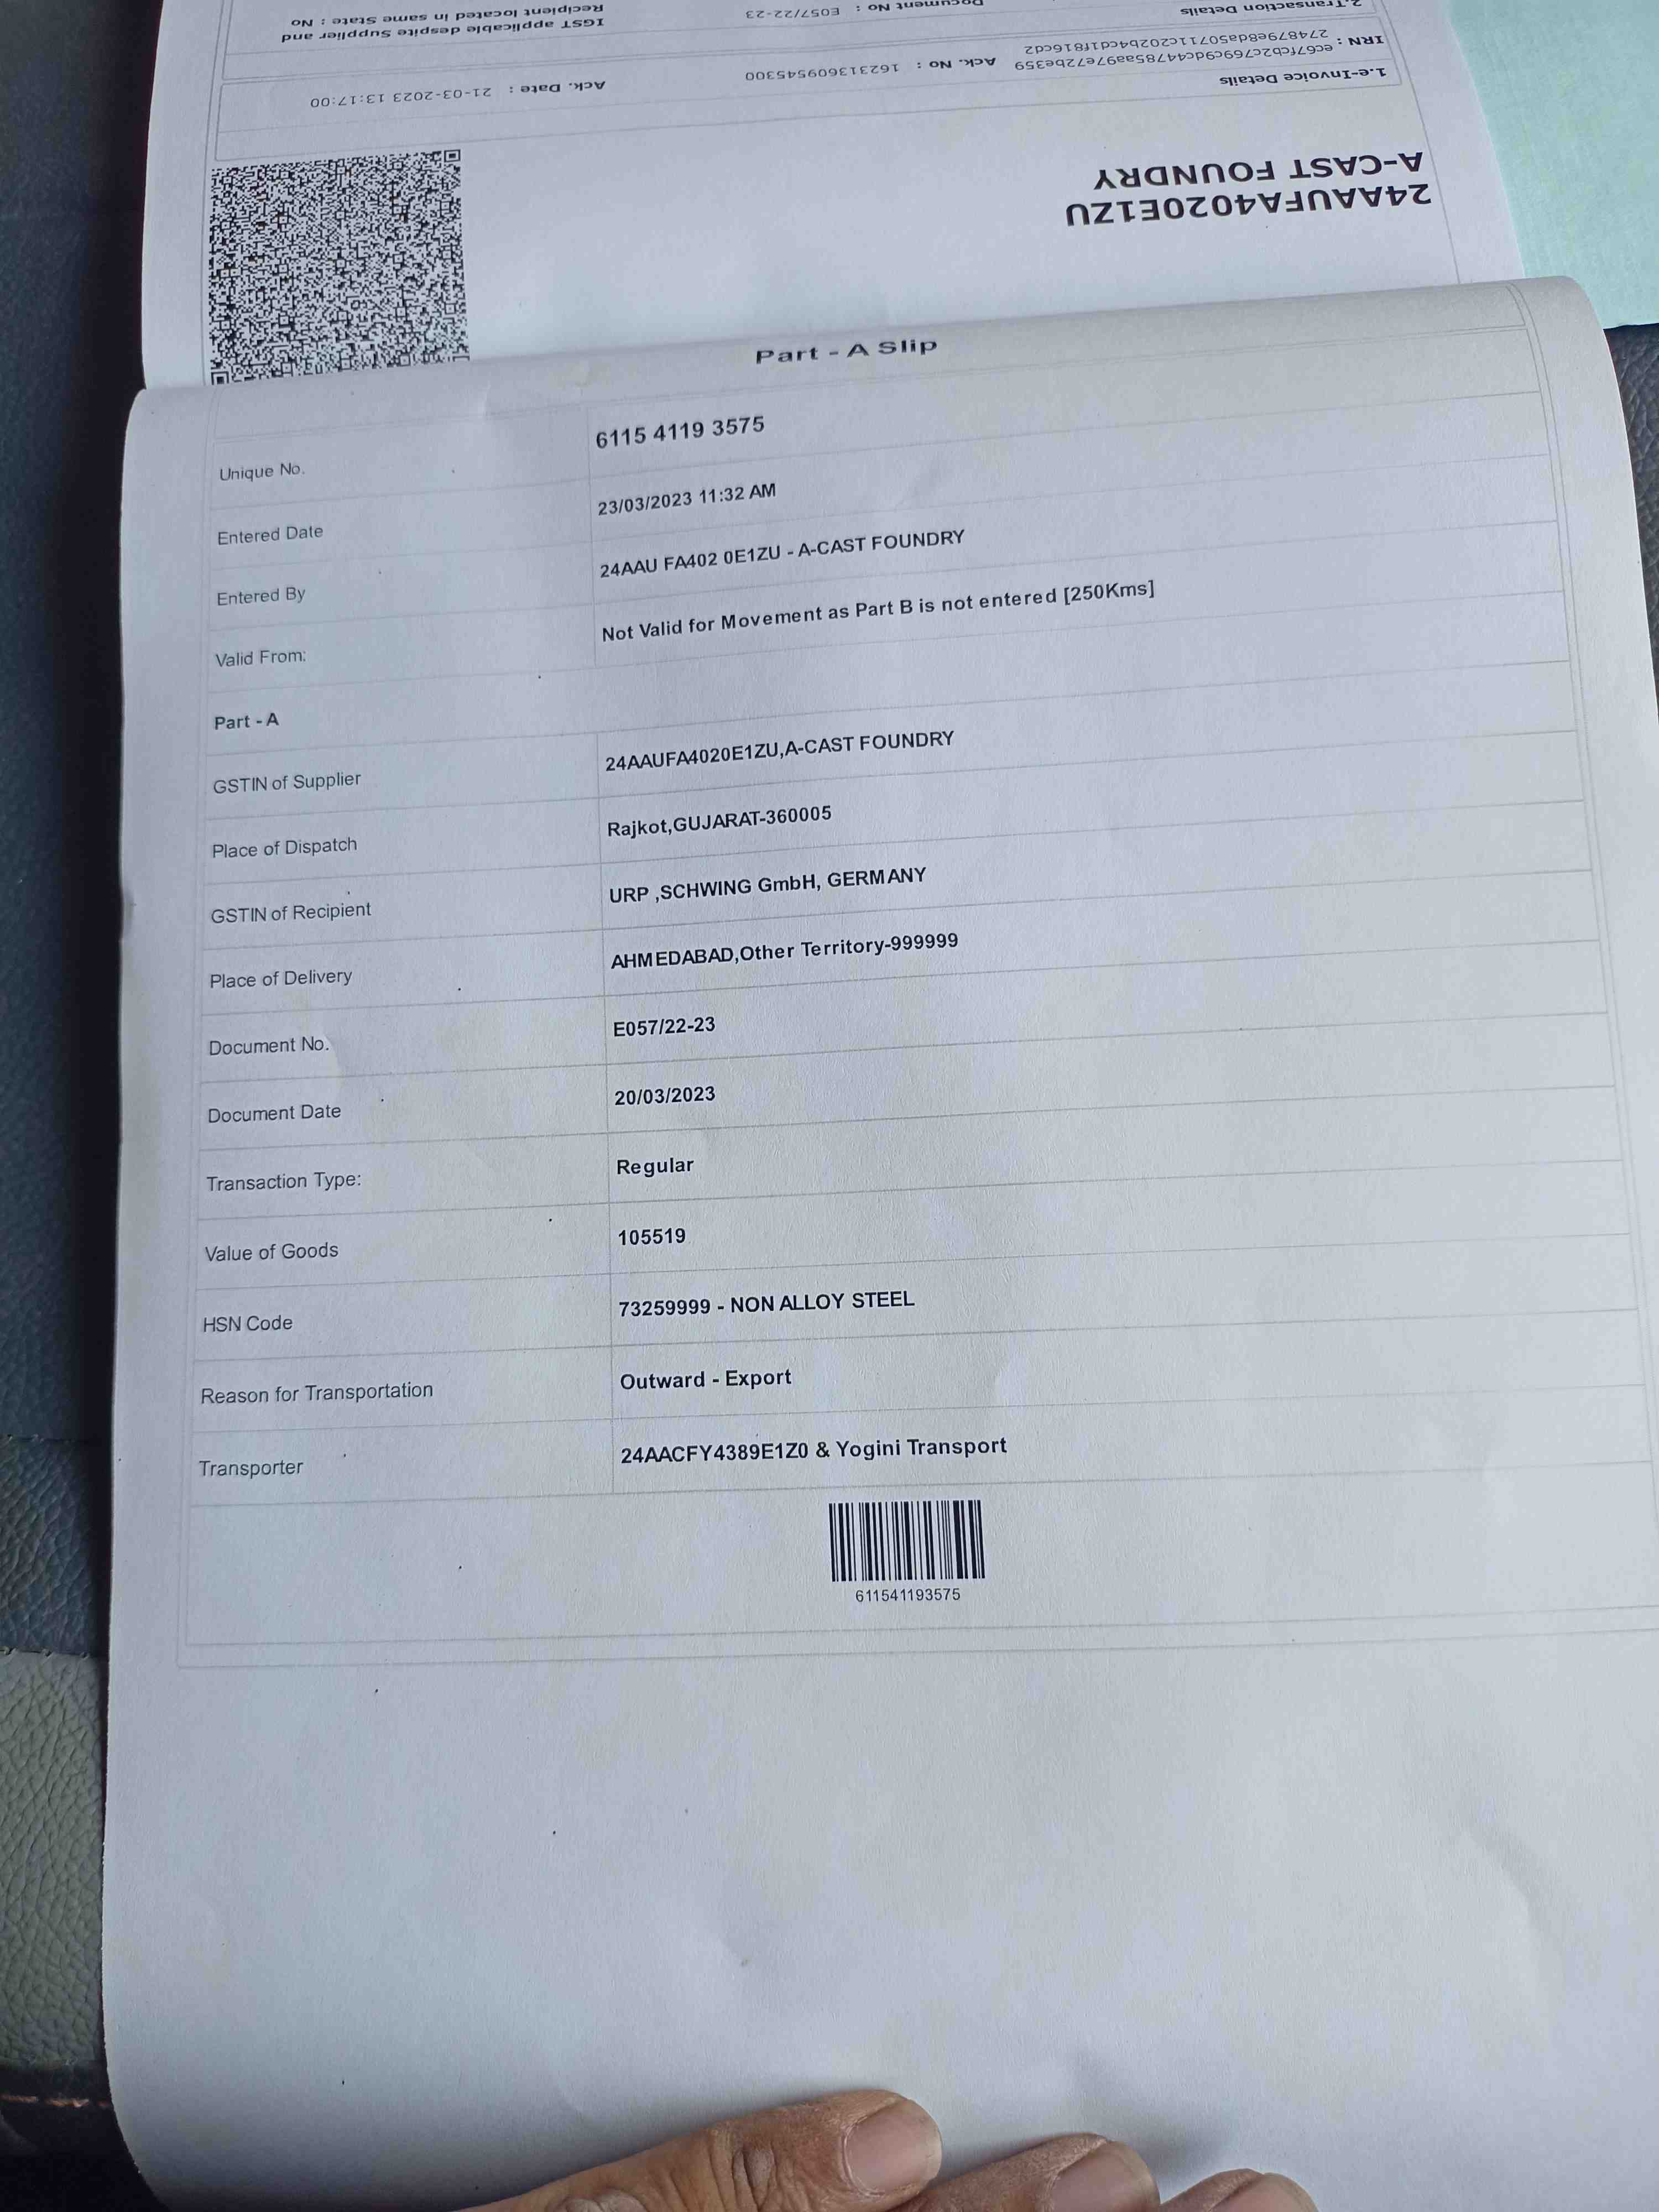 24AAUFA4020E1ZU
A-CAST FOUNDRY
1.e-Invoice Details
IRN : ec67fcb2c769c9dc44785aa97e72be359 Ack. No : 162313609545300 Ack. Date : 21-03-2023 13:17:00
274879e8da50711c202b4cd1f816cd2
2.Transaction Details
Document No : E057/22-23
IGST applicable despite Supplier and
Recipient located in same State : No
Part - A Slip
Unique No. 6115 4119 3575
Entered Date 23/03/2023 11:32 AM
Entered By 24AAU FA402 0E1ZU - A-CAST FOUNDRY
Valid From: Not Valid for Movement as Part B is not entered [250Kms]
Part - A
GSTIN of Supplier 24AAUFA4020E1ZU,A-CAST FOUNDRY
Place of Dispatch Rajkot,GUJARAT-360005
GSTIN of Recipient URP ,SCHWING GmbH, GERMANY
Place of Delivery AHMEDABAD,Other Territory-999999
Document No. E057/22-23
Document Date 20/03/2023
Transaction Type: Regular
Value of Goods 105519
HSN Code 73259999 - NON ALLOY STEEL
Reason for Transportation Outward - Export
Transporter 24AACFY4389E1Z0 & Yogini Transport
611541193575